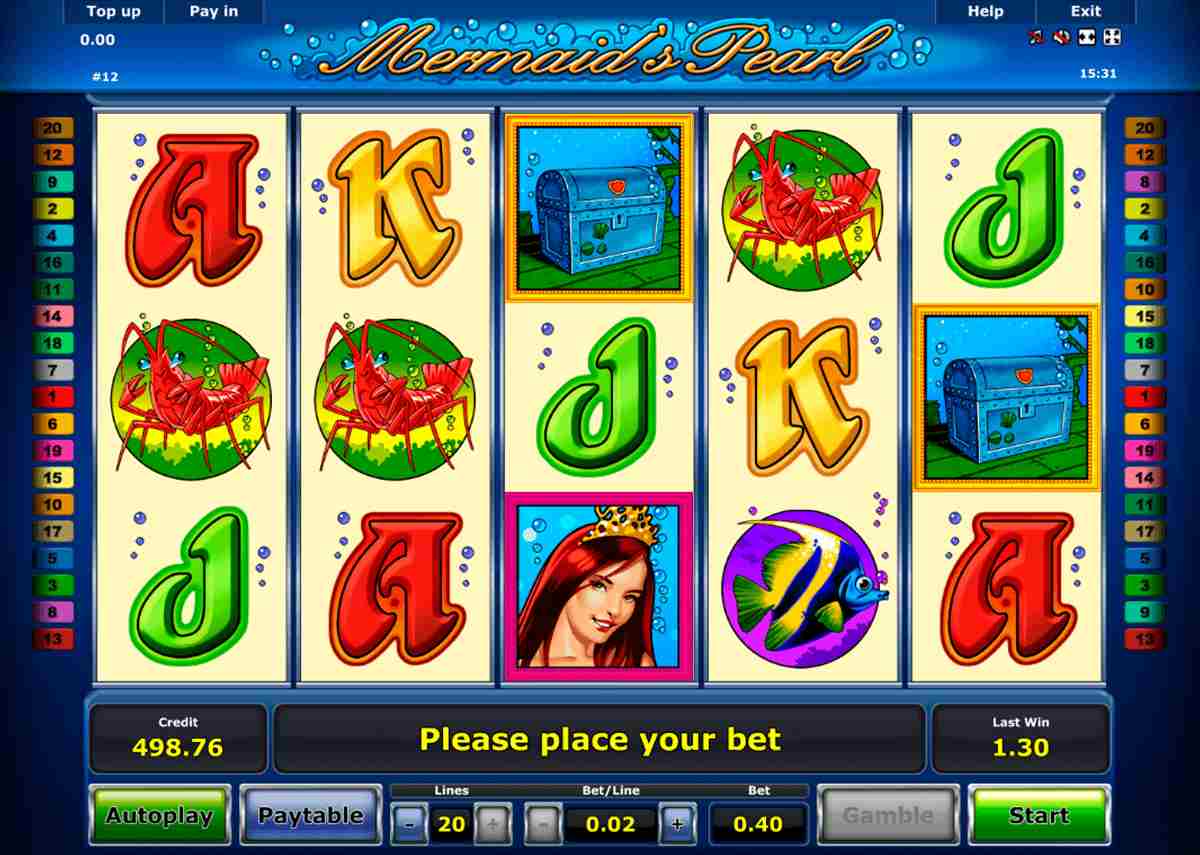 Top up
Pay in
Help
Exit
0.00
Mermaid's Pearl
#12
15:31
20
20
12
12
9
8
2
2
4
4
16
16
11
10
14
15
18
18
7
7
1
1
6
6
19
19
15
14
10
11
17
17
5
5
3
3
8
9
13
13
A
K
J
J
K
J
A
A
Credit
498.76
Please place your bet
Last Win
1.30
Autoplay
Paytable
Lines
- 20 +
Bet/Line
- 0.02 +
Bet
0.40
Gamble
Start